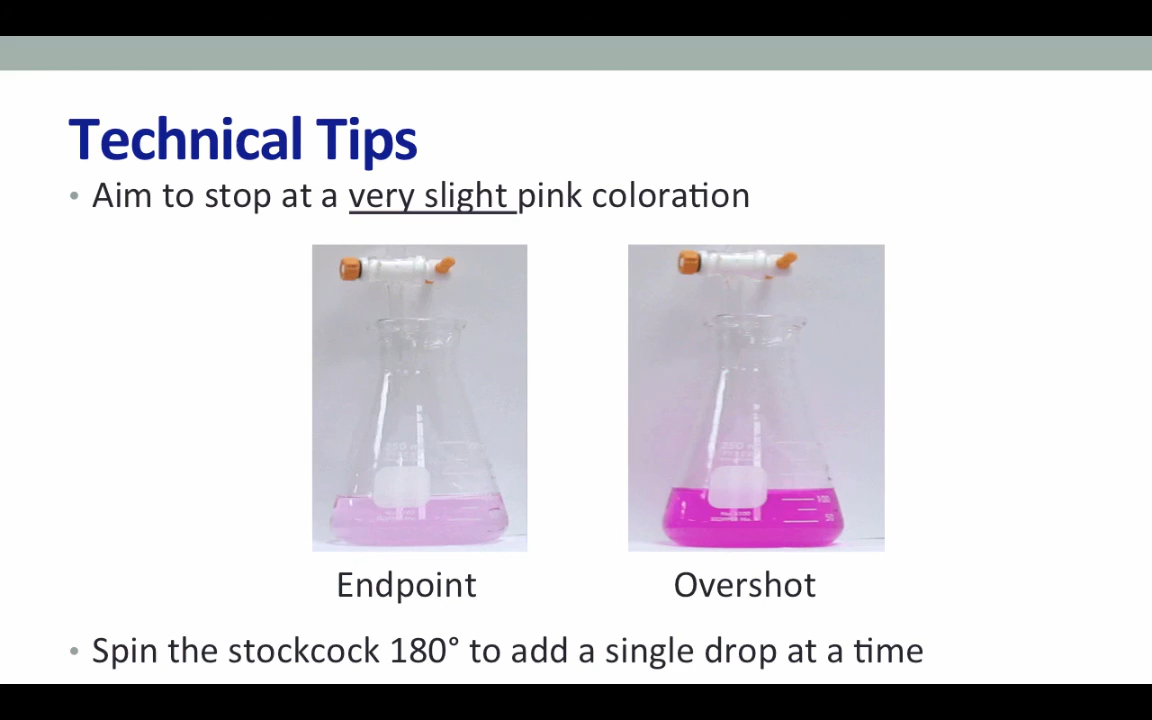 Technical Tips
• Aim to stop at a very slight pink coloration
Endpoint
Overshot
• Spin the stockcock 180° to add a single drop at a time